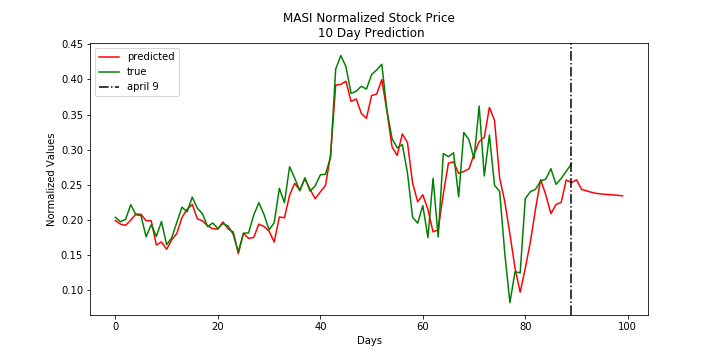 MASI Normalized Stock Price
10 Day Prediction
predicted
true
april 9
Normalized Values
0.45
0.40
0.35
0.30
0.25
0.20
0.15
0.10
0
20
40
60
80
100
Days